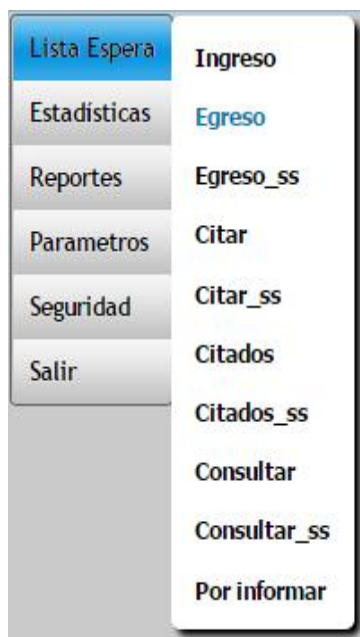 Lista Espera
Estadísticas
Reportes
Parametros
Seguridad
Salir
Ingreso
Egreso
Egreso_ss
Citar
Citar_ss
Citados
Citados_ss
Consultar
Consultar_ss
Por informar